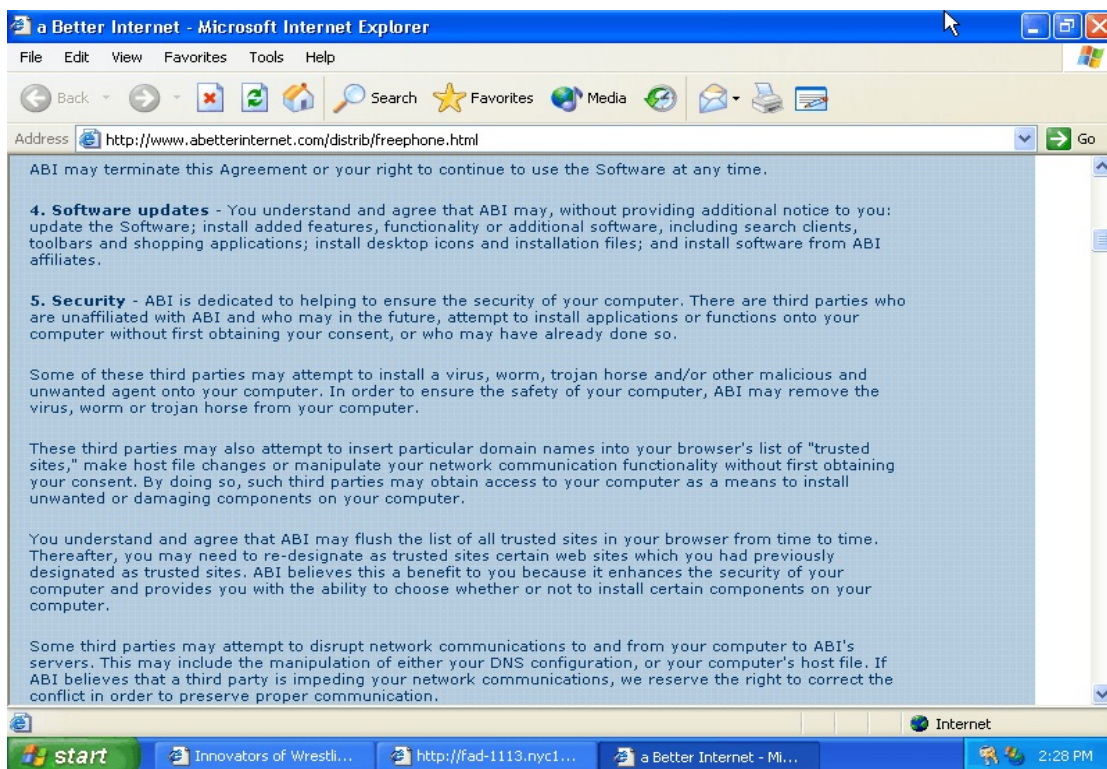 a Better Internet - Microsoft Internet Explorer
File Edit View Favorites Tools Help
Back Search Favorites Media
Address http://www.abetterinternet.com/distrib/freephone.html Go
ABI may terminate this Agreement or your right to continue to use the Software at any time.
4. Software updates - You understand and agree that ABI may, without providing additional notice to you:
update the Software; install added features, functionality or additional software, including search clients,
toolbars and shopping applications; install desktop icons and installation files; and install software from ABI
affiliates.
5. Security - ABI is dedicated to helping to ensure the security of your computer. There are third parties who
are unaffiliated with ABI and who may in the future, attempt to install applications or functions onto your
computer without first obtaining your consent, or who may have already done so.
Some of these third parties may attempt to install a virus, worm, trojan horse and/or other malicious and
unwanted agent onto your computer. In order to ensure the safety of your computer, ABI may remove the
virus, worm or trojan horse from your computer.
These third parties may also attempt to insert particular domain names into your browser's list of "trusted
sites," make host file changes or manipulate your network communication functionality without first obtaining
your consent. By doing so, such third parties may obtain access to your computer as a means to install
unwanted or damaging components on your computer.
You understand and agree that ABI may flush the list of all trusted sites in your browser from time to time.
Thereafter, you may need to re-designate as trusted sites certain web sites which you had previously
designated as trusted sites. ABI believes this a benefit to you because it enhances the security of your
computer and provides you with the ability to choose whether or not to install certain components on your
computer.
Some third parties may attempt to disrupt network communications to and from your computer to ABI's
servers. This may include the manipulation of either your DNS configuration, or your computer's host file. If
ABI believes that a third party is impeding your network communications, we reserve the right to correct the
conflict in order to preserve proper communication.
Internet
start Innovators of Wrestli... http://fad-1113.nyc1... a Better Internet - Mi... 2:28 PM